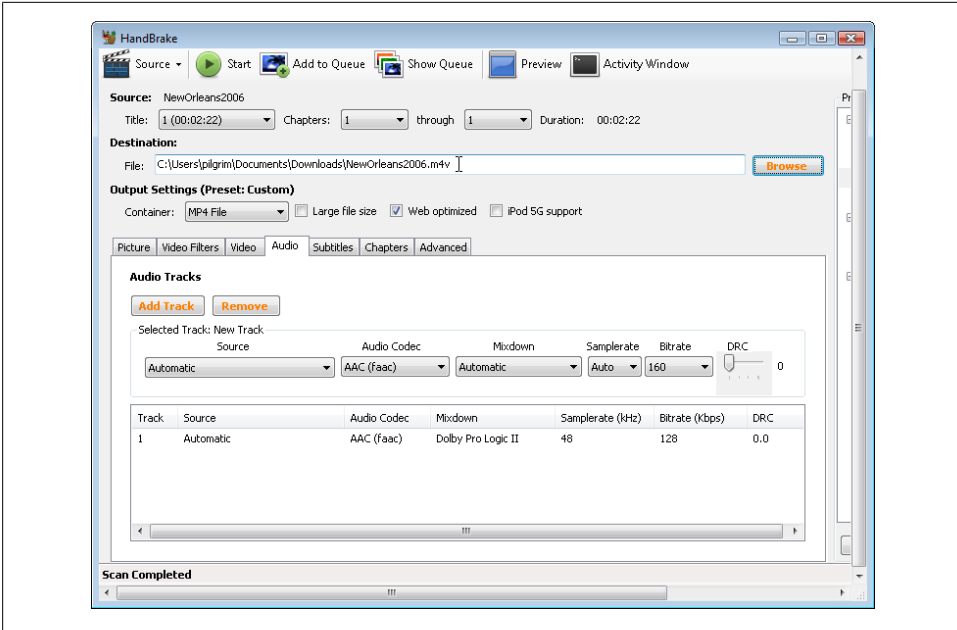 HandBrake
Source Start Add to Queue Show Queue Preview Activity Window
Source: NewOrleans2006
Title: 1 (00:02:22) Chapters: 1 through 1 Duration: 00:02:22
Destination:
File: C:\Users\pilgrim\Documents\Downloads\NewOrleans2006.m4v Browse
Output Settings (Preset: Custom)
Container: MP4 File Large file size Web optimized iPod 5G support
Picture Video Filters Video Audio Subtitles Chapters Advanced
Audio Tracks
Add Track Remove
Selected Track: New Track
Source Audio Codec Mixdown Samplerate Bitrate DRC
Automatic AAC (faac) Automatic Auto 160 0
Track Source Audio Codec Mixdown Samplerate (kHz) Bitrate (Kbps) DRC
1 Automatic AAC (faac) Dolby Pro Logic II 48 128 0.0
Scan Completed